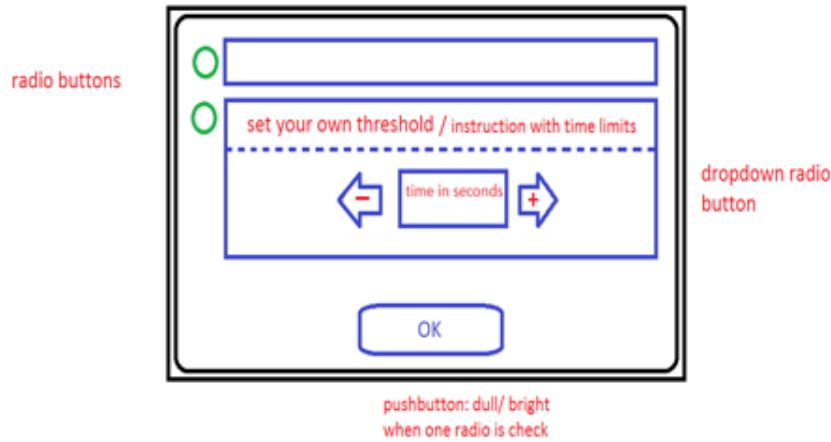 radio buttons
set your own threshold / instruction with time limits
− time in seconds +
dropdown radio
button
OK
pushbutton: dull/ bright
when one radio is check